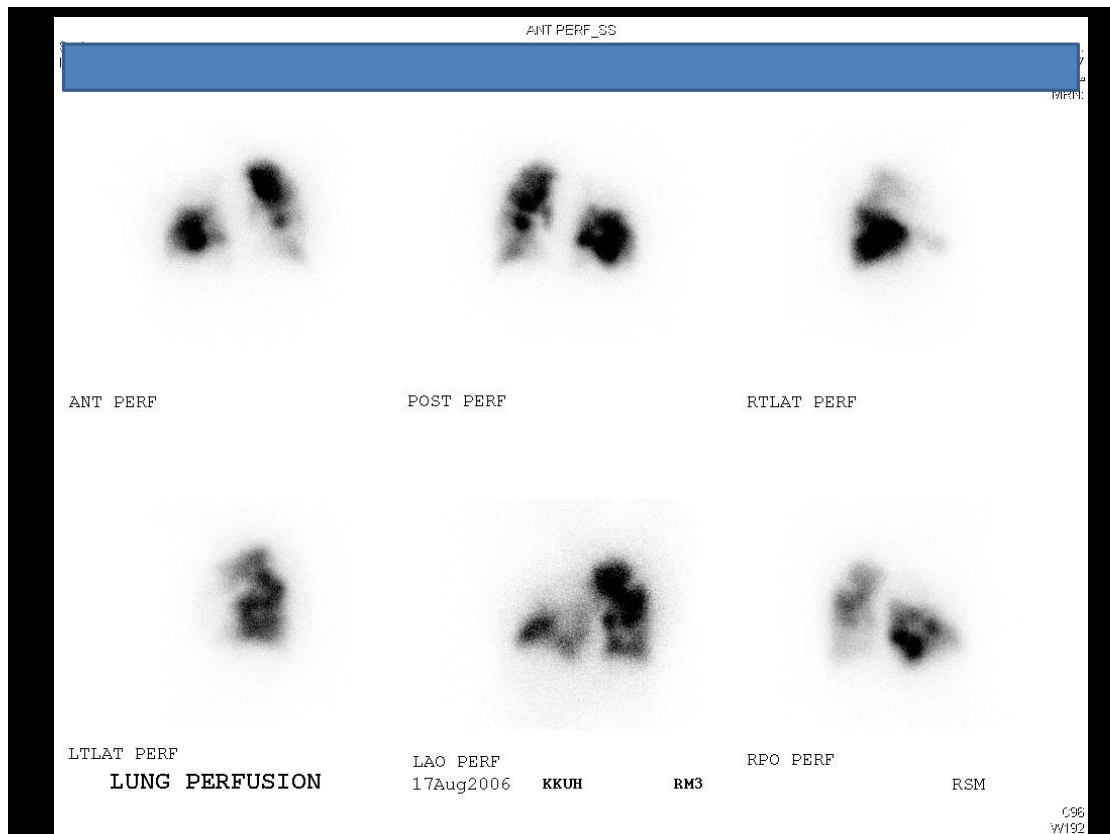 ANT PERF_SS
MRN:
ANT PERF
POST PERF
RTLAT PERF
LTLAT PERF
LAO PERF
RPO PERF
LUNG PERFUSION
17Aug2006
KKUH
RM3
RSM
C96
W192